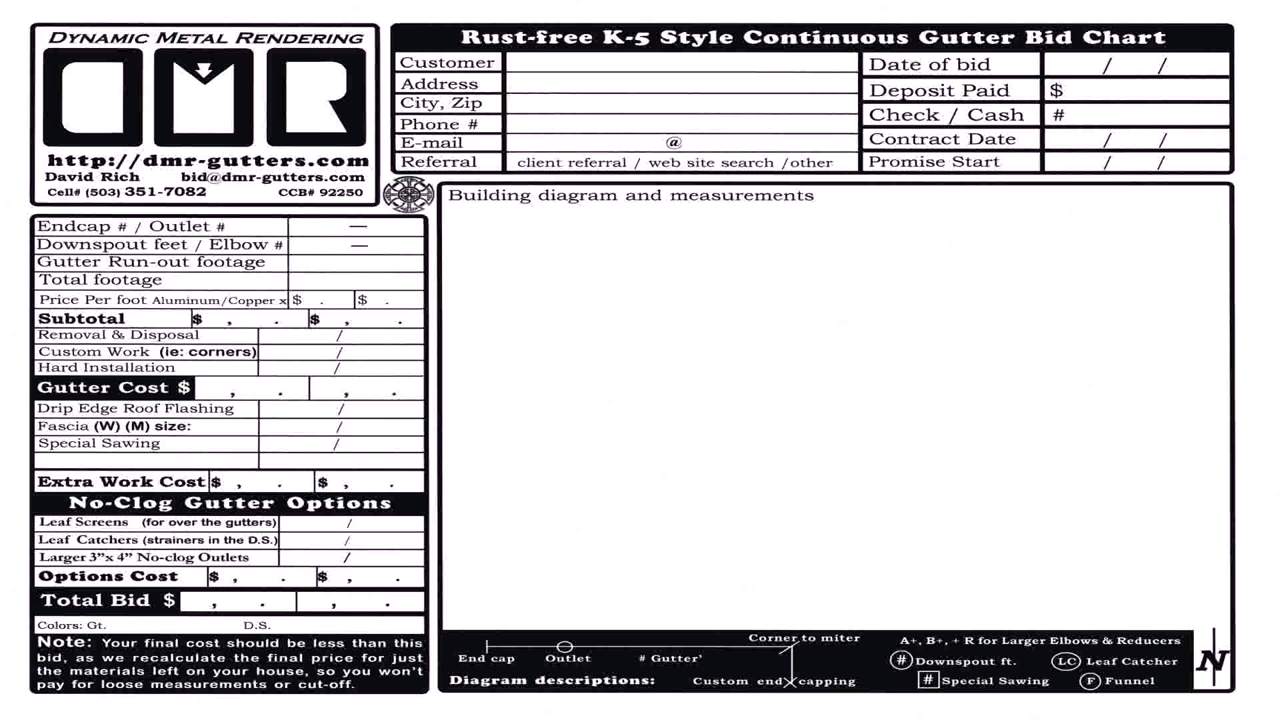 DYNAMIC METAL RENDERING
DMR
http://dmr-gutters.com
David Rich bid@dmr-gutters.com
Cell# (503) 351-7082 CCB# 92250
Rust-free K-5 Style Continuous Gutter Bid Chart
Customer
Address
City, Zip
Phone #
E-mail @
Referral client referral / web site search /other
Date of bid / /
Deposit Paid $
Check / Cash #
Contract Date / /
Promise Start / /
Endcap # / Outlet # —
Downspout feet / Elbow # —
Gutter Run-out footage
Total footage
Price Per foot Aluminum/Copper x $ . $ .
Subtotal $ , . $ , .
Removal & Disposal /
Custom Work (ie: corners) /
Hard Installation /
Gutter Cost $ , . , .
Drip Edge Roof Flashing /
Fascia (W) (M) size: /
Special Sawing /
Extra Work Cost $ , . $ , .
No-Clog Gutter Options
Leaf Screens (for over the gutters) /
Leaf Catchers (strainers in the D.S.) /
Larger 3”x 4” No-clog Outlets /
Options Cost $ , . $ , .
Total Bid $ , . , .
Colors: Gt. D.S.
Note: Your final cost should be less than this
bid, as we recalculate the final price for just
the materials left on your house, so you won't
pay for loose measurements or cut-off.
Building diagram and measurements
End cap Outlet # Gutter' Corner to miter
Diagram descriptions: Custom end capping
A+, B+, + R for Larger Elbows & Reducers
# Downspout ft. LC Leaf Catcher
# Special Sawing F Funnel
N